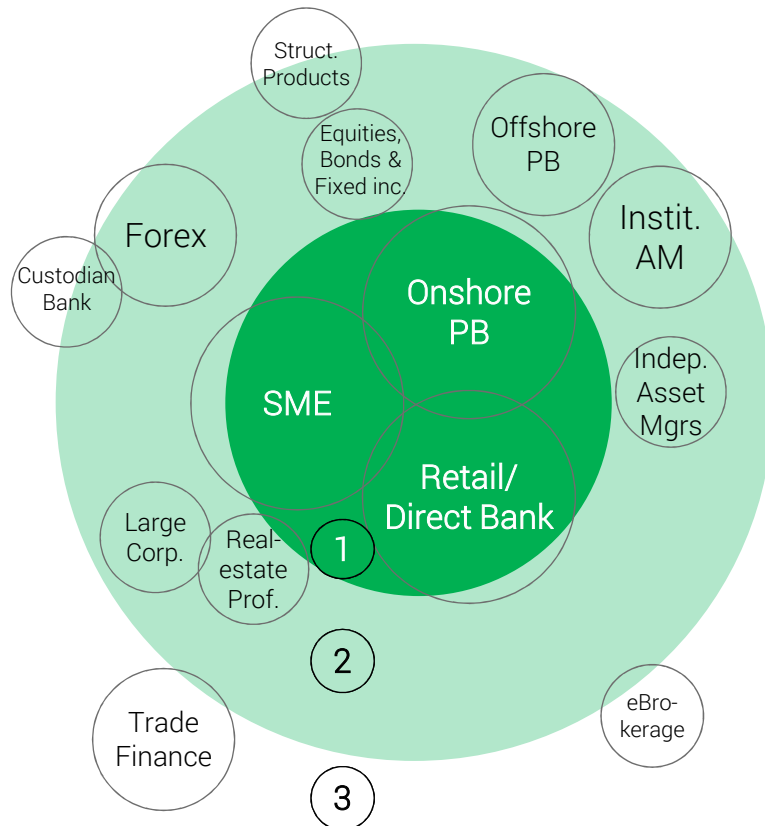 Struct.
Products
Equities,
Bonds &
Fixed inc.
Offshore
PB
Forex
Instit.
AM
Custodian
Bank
Onshore
PB
SME
Indep.
Asset
Mgrs
Retail/
Direct Bank
Large
Corp.
Real-
estate
Prof.
1
2
Trade
Finance
eBro-
kerage
3